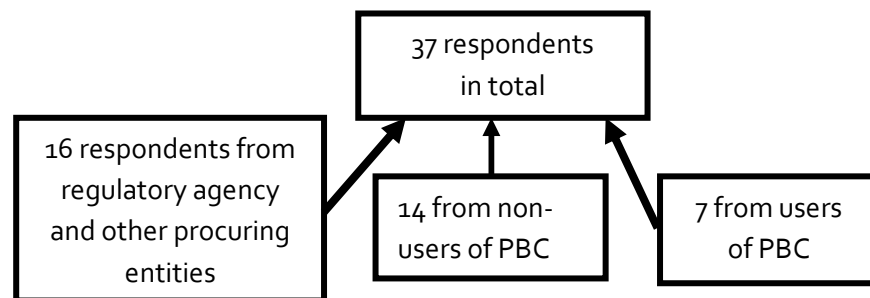 37 respondents
in total
16 respondents from
regulatory agency
and other procuring
entities
14 from non-
users of PBC
7 from users
of PBC